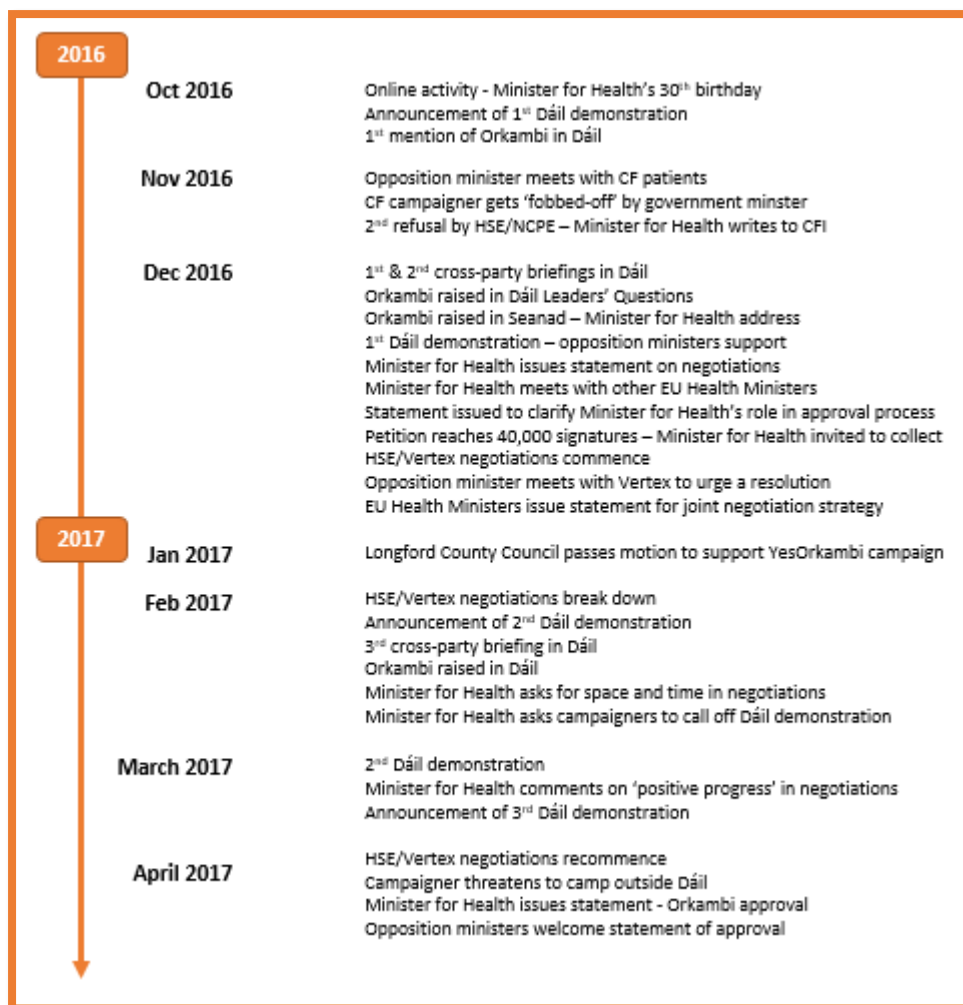 2016
Oct 2016
Online activity - Minister for Health's 30th birthday
Announcement of 1st Dáil demonstration
1st mention of Orkambi in Dáil
Nov 2016
Opposition minister meets with CF patients
CF campaigner gets 'fobbed-off' by government minster
2nd refusal by HSE/NCPE – Minister for Health writes to CFI
Dec 2016
1st & 2nd cross-party briefings in Dáil
Orkambi raised in Dáil Leaders' Questions
Orkambi raised in Seanad – Minister for Health address
1st Dáil demonstration – opposition ministers support
Minister for Health issues statement on negotiations
Minister for Health meets with other EU Health Ministers
Statement issued to clarify Minister for Health's role in approval process
Petition reaches 40,000 signatures – Minister for Health invited to collect
HSE/Vertex negotiations commence
Opposition minister meets with Vertex to urge a resolution
EU Health Ministers issue statement for joint negotiation strategy
2017
Jan 2017
Longford County Council passes motion to support YesOrkambi campaign
Feb 2017
HSE/Vertex negotiations break down
Announcement of 2nd Dáil demonstration
3rd cross-party briefing in Dáil
Orkambi raised in Dáil
Minister for Health asks for space and time in negotiations
Minister for Health asks campaigners to call off Dáil demonstration
March 2017
2nd Dáil demonstration
Minister for Health comments on 'positive progress' in negotiations
Announcement of 3rd Dáil demonstration
April 2017
HSE/Vertex negotiations recommence
Campaigner threatens to camp outside Dáil
Minister for Health issues statement - Orkambi approval
Opposition ministers welcome statement of approval